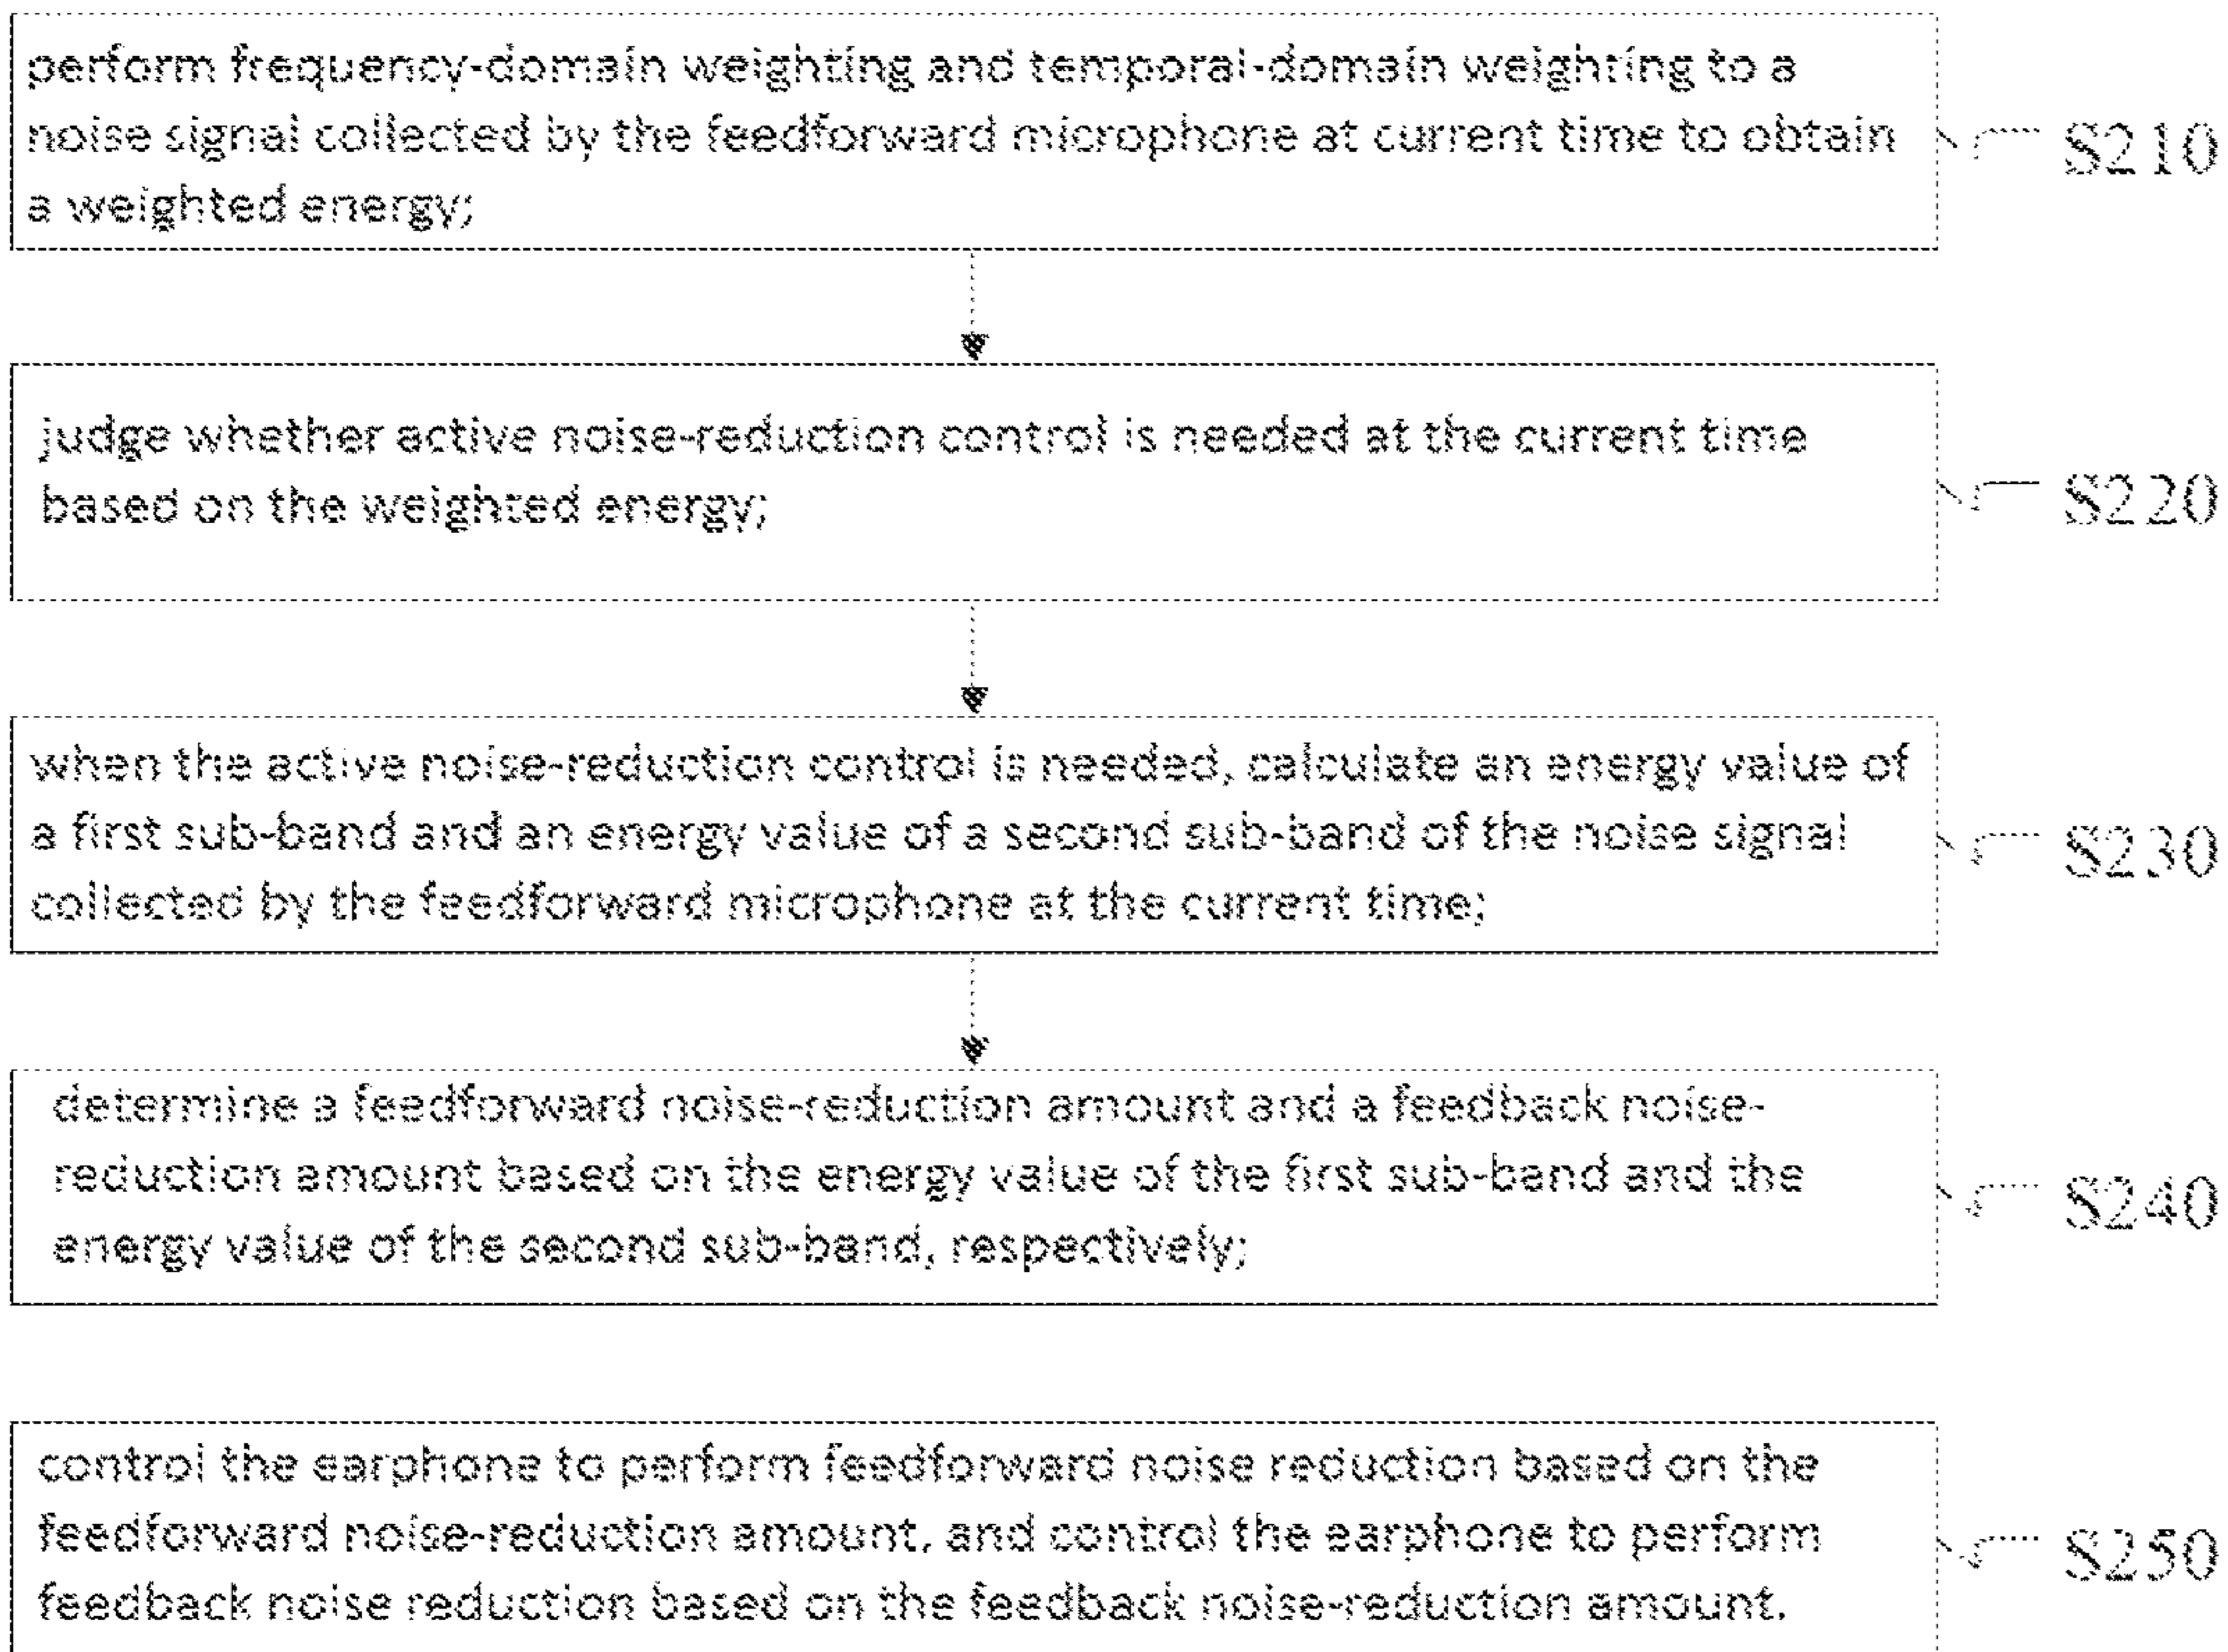 perform frequency-domain weighting and temporal-domain weighting to a
noise signal collected by the feedforward microphone at current time to obtain
a weighted energy;
S210
judge whether active noise-reduction control is needed at the current time
based on the weighted energy;
S220
when the active noise-reduction control is needed, calculate an energy value of
a first sub-band and an energy value of a second sub-band of the noise signal
collected by the feedforward microphone at the current time;
S230
determine a feedforward noise-reduction amount and a feedback noise-
reduction amount based on the energy value of the first sub-band and the
energy value of the second sub-band, respectively;
S240
control the earphone to perform feedforward noise reduction based on the
feedforward noise-reduction amount, and control the earphone to perform
feedback noise reduction based on the feedback noise-reduction amount.
S250